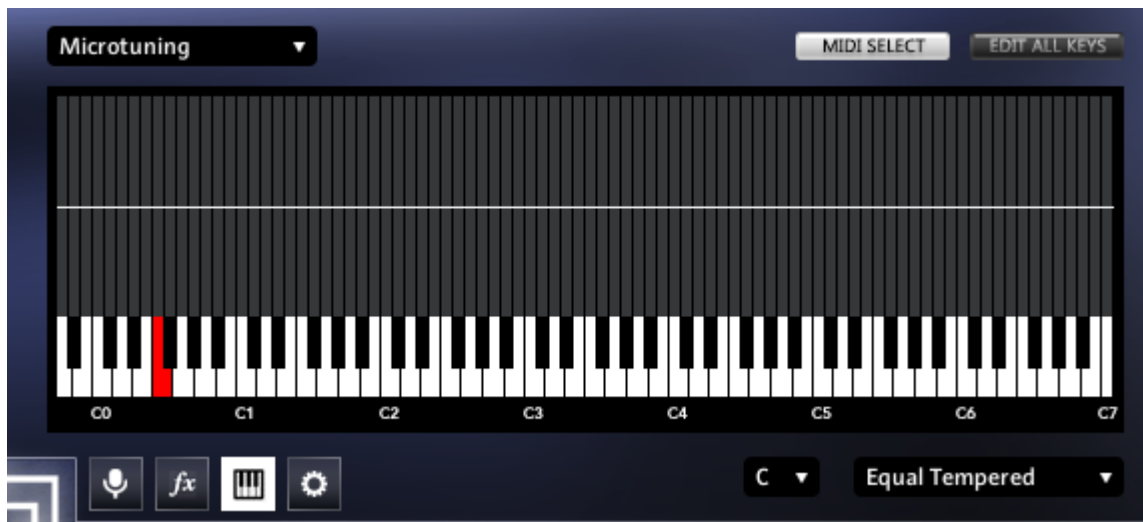 Microtuning
MIDI SELECT
EDIT ALL KEYS
C0 C1 C2 C3 C4 C5 C6 C7
fx
C
Equal Tempered